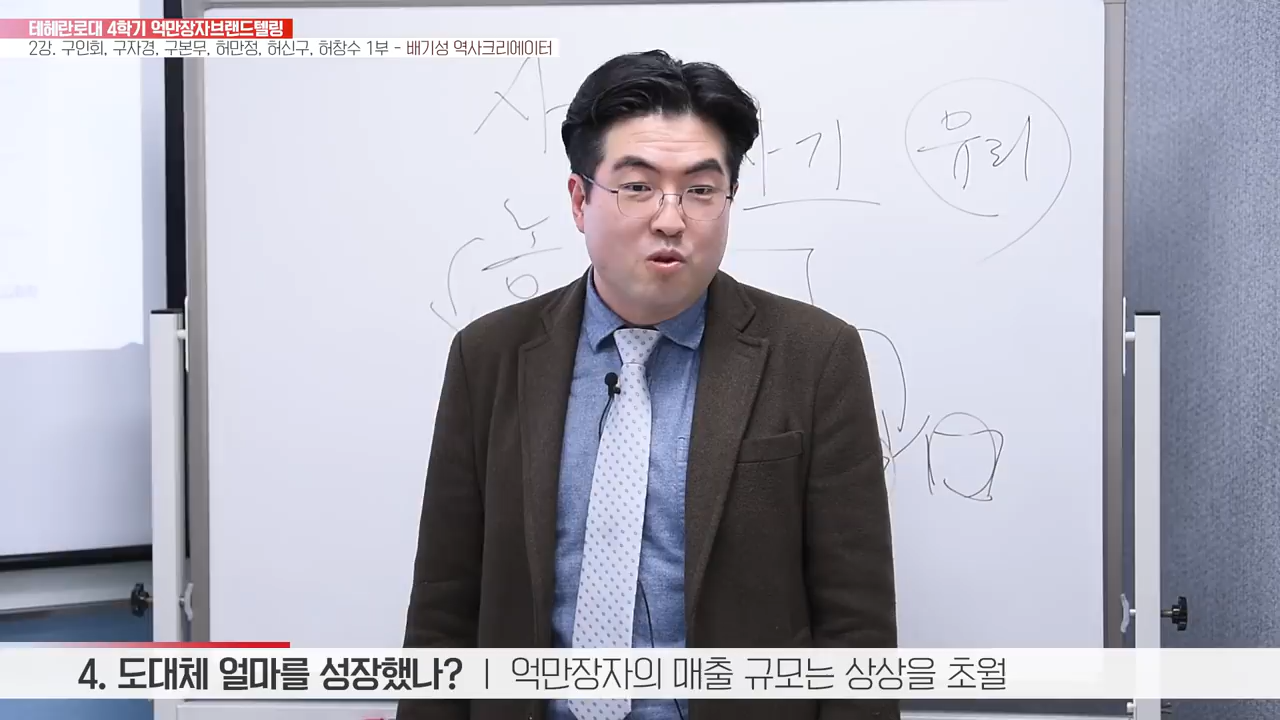 테헤란로대 4학기 억만장자브랜드텔링
2강. 구인회, 구자경, 구본무, 허만정, 허신구, 허창수 1부 - 배기성 역사크리에이터
사
기
유리
4. 도대체 얼마를 성장했나? | 억만장자의 매출 규모는 상상을 초월